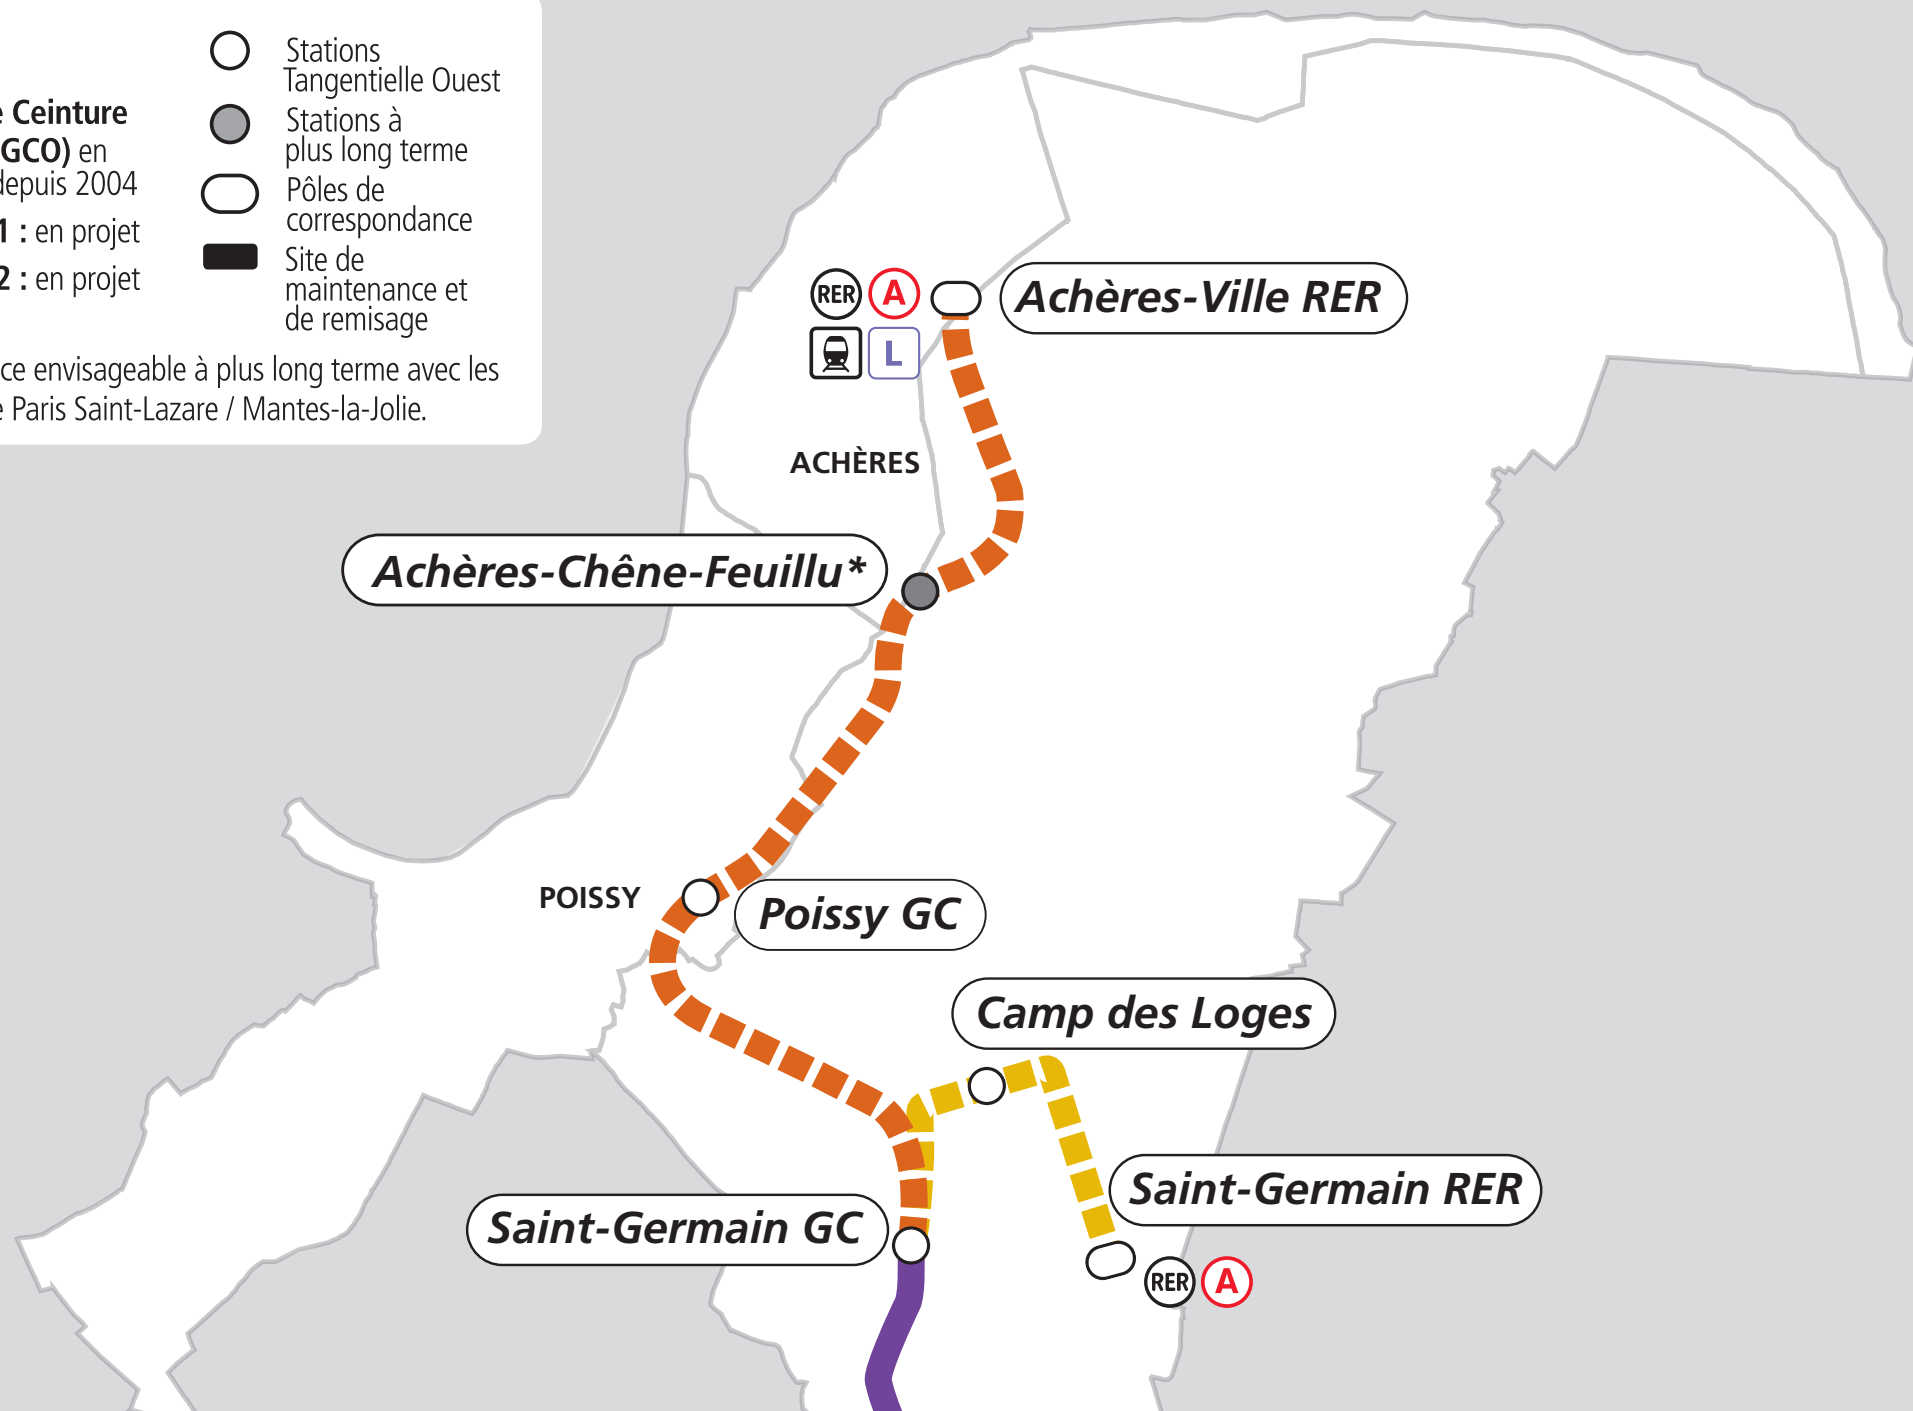 Stations
Tangentielle Ouest
Ceinture
Stations à
GCO) en
plus long terme
depuis 2004
Pôles de
correspondance
1 : en projet
Site de
2 : en projet
maintenance et
de remisage
ce envisageable à plus long terme avec les
e Paris Saint-Lazare / Mantes-la-Jolie.
RER A
Achères-Ville RER
L
ACHÈRES
Achères-Chêne-Feuillu*
POISSY
Poissy GC
Camp des Loges
Saint-Germain RER
Saint-Germain GC
RER A